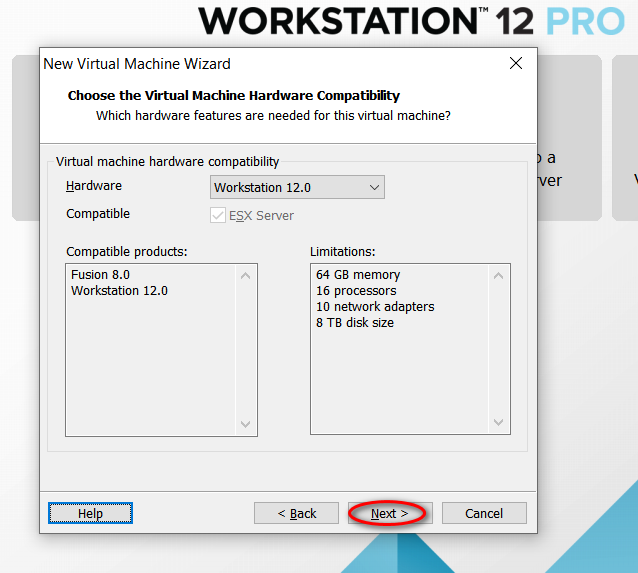 WORKSTATION™ 12 PRO
New Virtual Machine Wizard
Choose the Virtual Machine Hardware Compatibility
Which hardware features are needed for this virtual machine?
Virtual machine hardware compatibility
Hardware
Workstation 12.0
Compatible
ESX Server
a
Compatible products:
Fusion 8.0
Workstation 12.0
Limitations:
64 GB memory
16 processors
10 network adapters
8 TB disk size
Help
< Back
Next >
Cancel